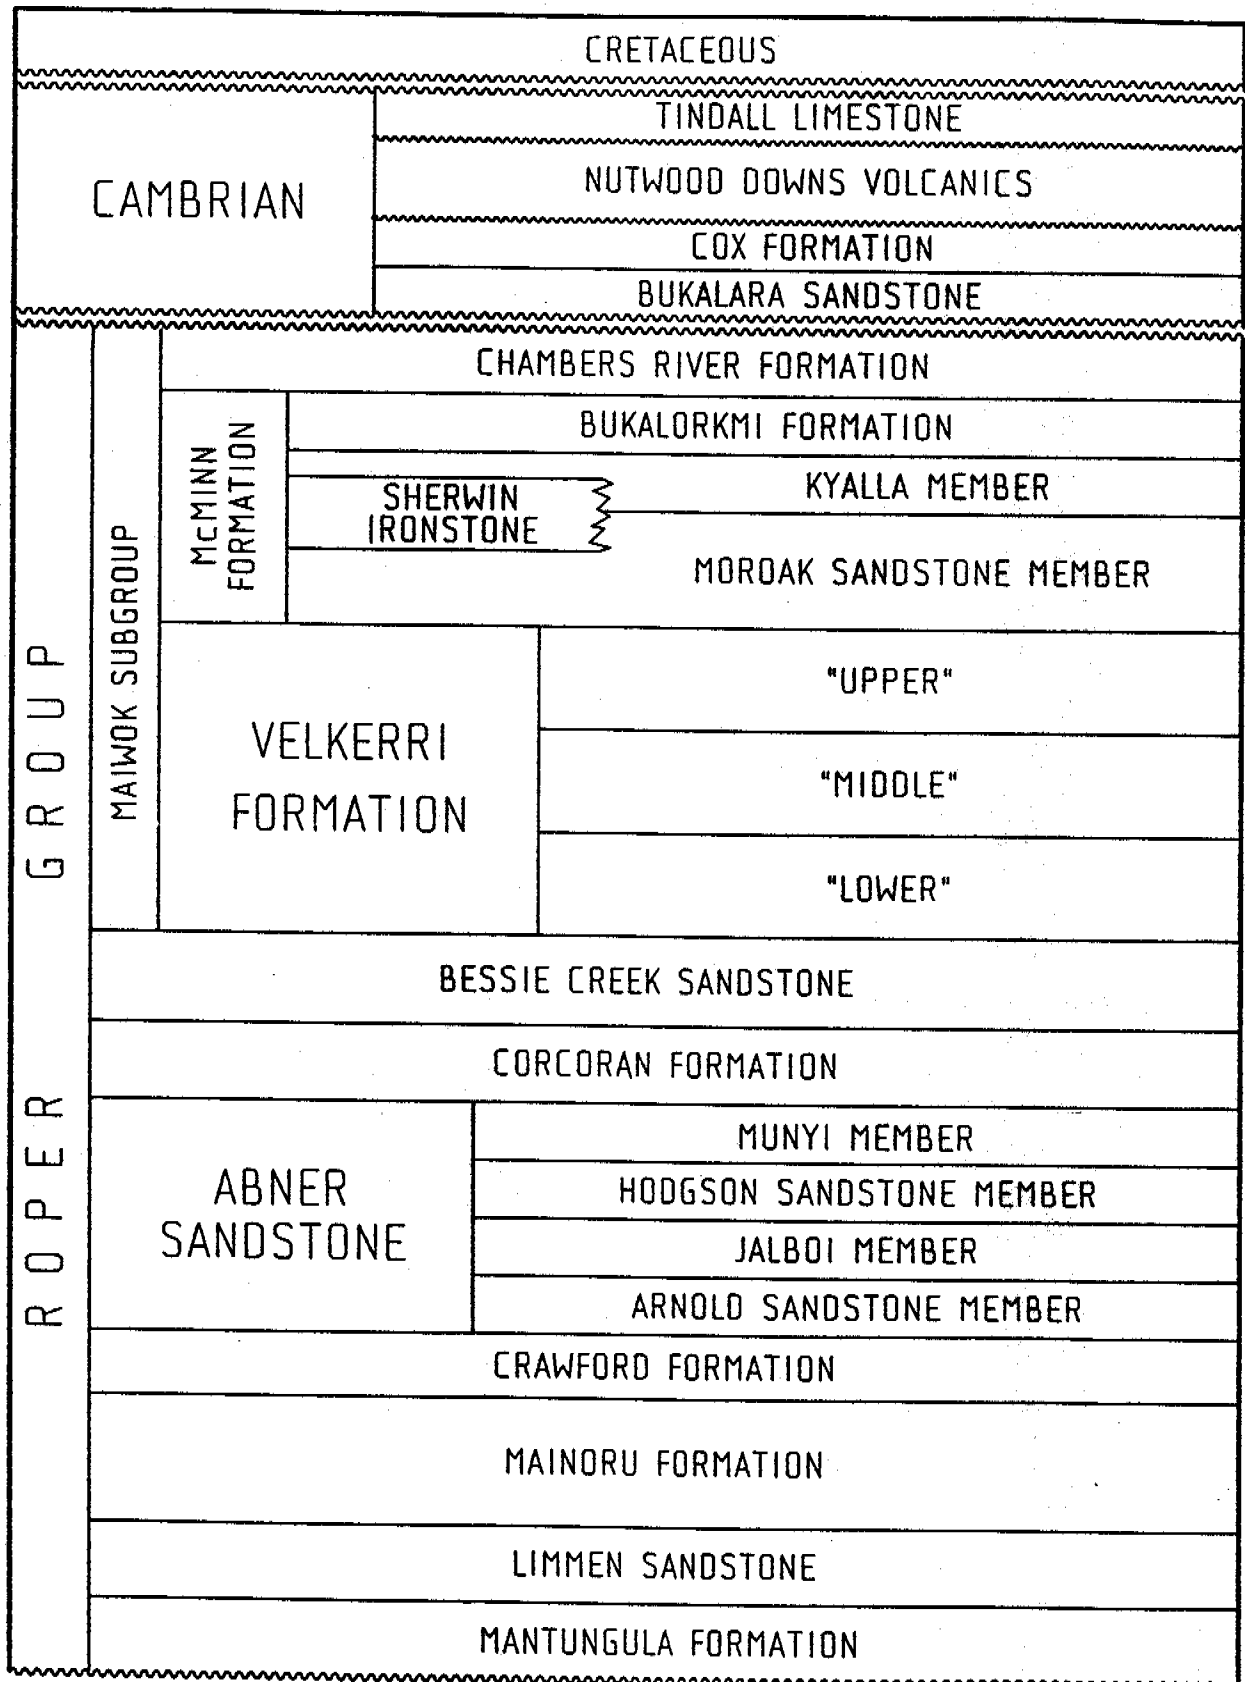 CRETACEOUS
CAMBRIAN
TINDALL LIMESTONE
NUTWOOD DOWNS VOLCANICS
COX FORMATION
BUKALARA SANDSTONE
ROPER GROUP
MAIWOK SUBGROUP
CHAMBERS RIVER FORMATION
McMINN
FORMATION
BUKALORKMI FORMATION
KYALLA MEMBER
SHERWIN
IRONSTONE
MOROAK SANDSTONE MEMBER
VELKERRI
FORMATION
"UPPER"
"MIDDLE"
"LOWER"
BESSIE CREEK SANDSTONE
CORCORAN FORMATION
ABNER
SANDSTONE
MUNYI MEMBER
HODGSON SANDSTONE MEMBER
JALBOI MEMBER
ARNOLD SANDSTONE MEMBER
CRAWFORD FORMATION
MAINORU FORMATION
LIMMEN SANDSTONE
MANTUNGULA FORMATION